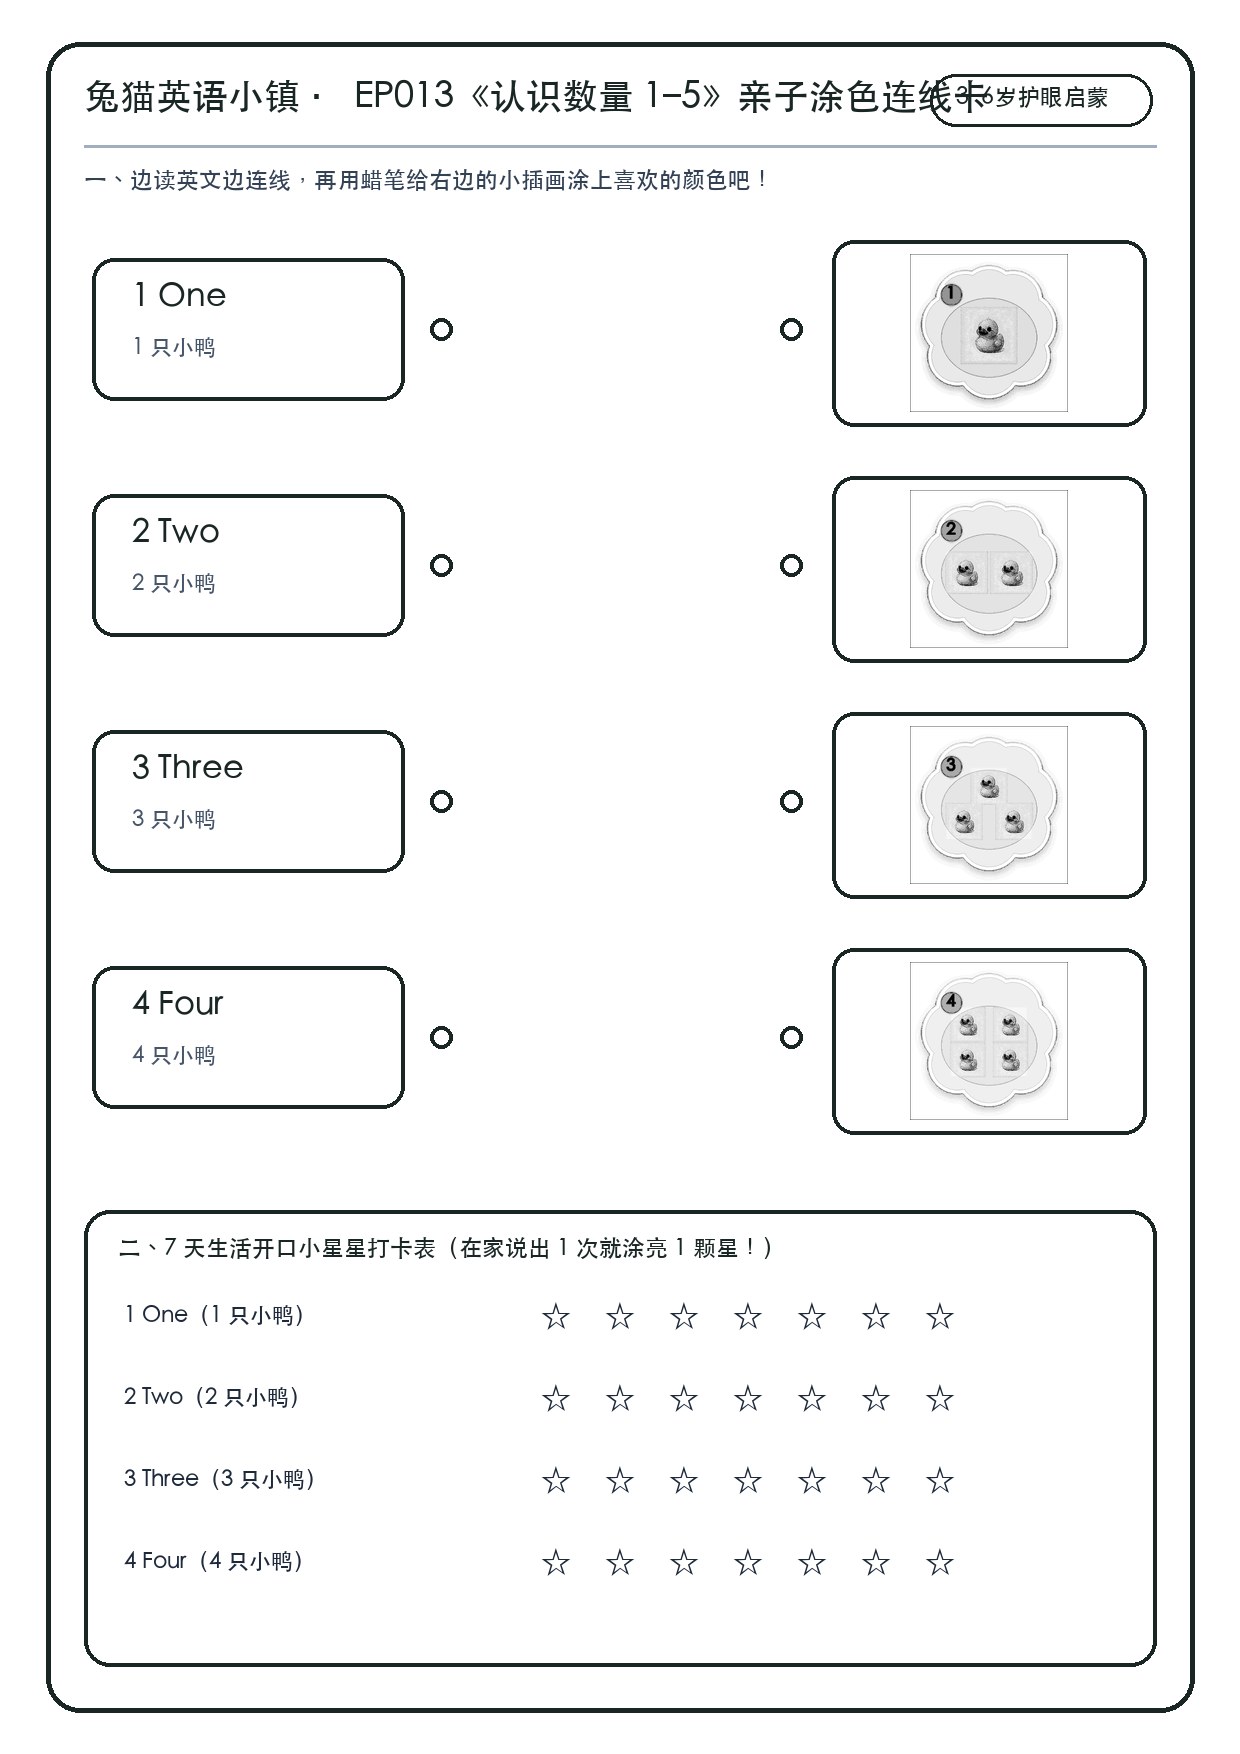 兔猫英语小镇· EP013《认识数量 1–5》亲子涂色连线卡
3-6岁护眼启蒙
一、边读英文边连线，再用蜡笔给右边的小插画涂上喜欢的颜色吧！
1 One
1 只小鸭
1
2 Two
2 只小鸭
2
3 Three
3 只小鸭
3
4 Four
4 只小鸭
4
二、7 天生活开口小星星打卡表（在家说出 1 次就涂亮 1 颗星！）
1 One（1 只小鸭） ☆ ☆ ☆ ☆ ☆ ☆ ☆
2 Two（2 只小鸭） ☆ ☆ ☆ ☆ ☆ ☆ ☆
3 Three（3 只小鸭） ☆ ☆ ☆ ☆ ☆ ☆ ☆
4 Four（4 只小鸭） ☆ ☆ ☆ ☆ ☆ ☆ ☆